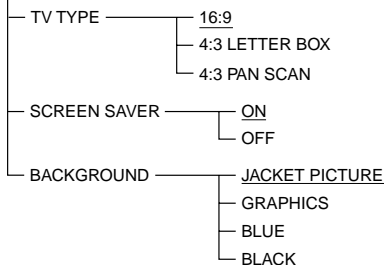 TV TYPE 16:9
4:3 LETTER BOX
4:3 PAN SCAN
SCREEN SAVER ON
OFF
BACKGROUND JACKET PICTURE
GRAPHICS
BLUE
BLACK